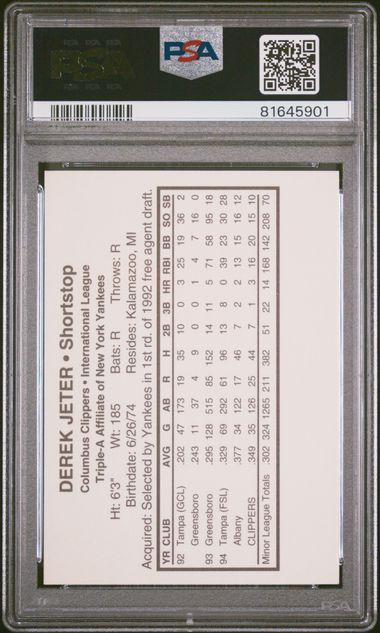 PSA PSA PSA
PSA
PSA
81645901
DEREK JETER • Shortstop
Columbus Clippers • International League
Triple-A Affiliate of New York Yankees
Ht: 6'3" Wt: 185 Bats: R Throws: R
Birthdate: 6/26/74 Resides: Kalamazoo, MI
Acquired: Selected by Yankees in 1st rd. of 1992 free agent draft.
YR CLUB AVG G AB R H 2B 3B HR RBI BB SO SB
92 Tampa (GCL) 202 47 173 19 35 10 0 3 25 19 36 2
Greensboro 243 11 37 4 9 0 0 1 4 7 16 0
93 Greensboro 295 128 515 85 152 14 11 5 71 58 95 18
94 Tampa (FSL) 329 69 292 61 96 13 8 0 39 23 30 28
Albany 377 34 122 17 46 7 2 2 13 15 16 12
CLIPPERS 349 35 126 25 44 7 1 3 16 20 15 10
Minor League Totals 302 324 1265 211 382 51 22 14 168 142 208 70
PSA